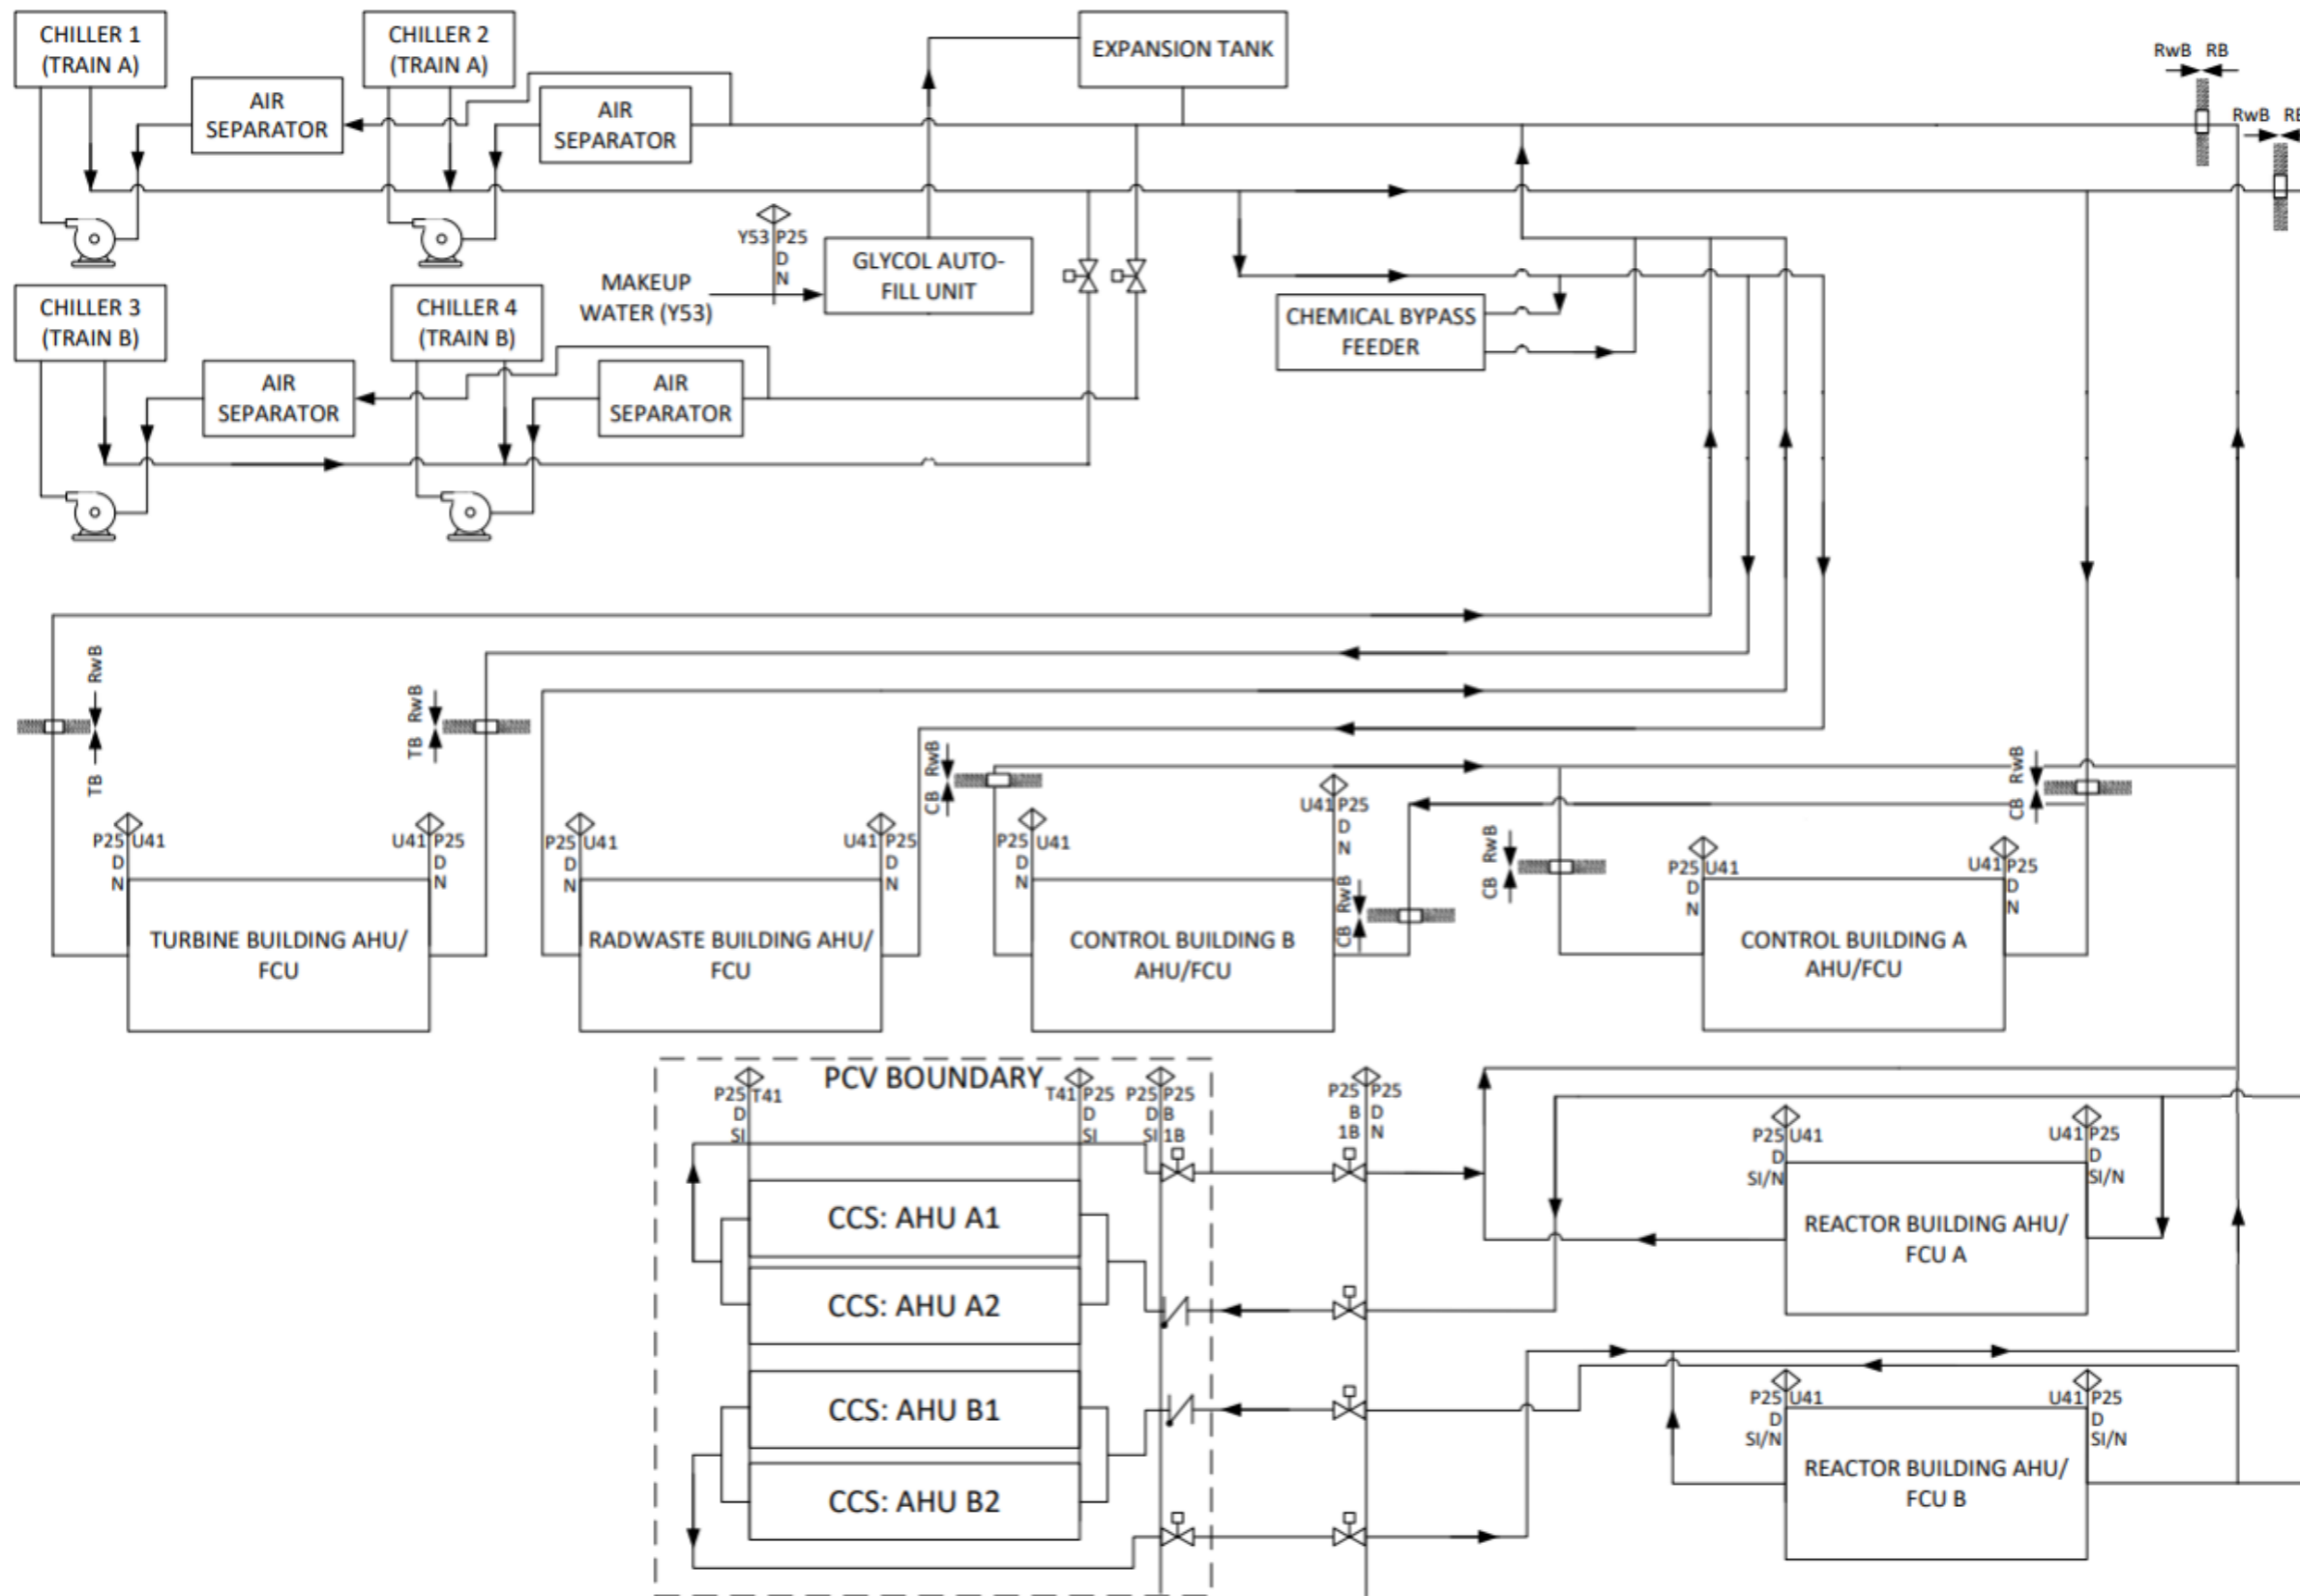 CHILLER 1
(TRAIN A)
CHILLER 2
(TRAIN A)
EXPANSION TANK
RwB RB
AIR
SEPARATOR
AIR
SEPARATOR
RwB
Y53 P25
D
N
GLYCOL AUTO-
FILL UNIT
MAKEUP
WATER (Y53)
CHILLER 3
(TRAIN B)
CHILLER 4
(TRAIN B)
CHEMICAL BYPASS
FEEDER
AIR
SEPARATOR
AIR
SEPARATOR
TB RwB
TB RwB
CB RwB
CB RwB
P25 U41
D
N
U41 P25
D
N
TURBINE BUILDING AHU/
FCU
P25 U41
D
N
U41 P25
D
N
RADWASTE BUILDING AHU/
FCU
P25 U41
D
N
U41 P25
D
N
CB RwB
CONTROL BUILDING B
AHU/FCU
CB RwB
P25 U41
D
N
U41 P25
D
N
CONTROL BUILDING A
AHU/FCU
PCV BOUNDARY
P25 T41
D
SI
T41 P25
D
SI
P25 P25
D B
SI 1B
P25 P25
B D
1B N
CCS: AHU A1
CCS: AHU A2
CCS: AHU B1
CCS: AHU B2
P25 U41
D
SI/N
U41 P25
D
SI/N
REACTOR BUILDING AHU/
FCU A
P25 U41
D
SI/N
U41 P25
D
SI/N
REACTOR BUILDING AHU/
FCU B